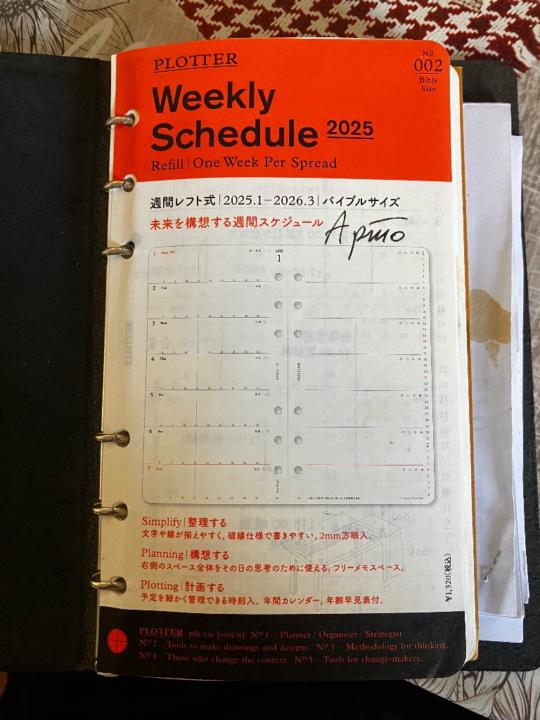 PLOTTER
No.
002
Bible
Size
Weekly
Schedule 2025
Refill | One Week Per Spread
週間レフト式 | 2025.1−2026.3 | バイブルサイズ
未来を構想する週間スケジュール
1
2
3
4
5
6
7
Simplify | 整理する
文字や線が揃えやすく、破線仕様で書きやすい、2mm方眼入。
Planning | 構想する
右側のスペース全体をその日の思考のために使える、フリーメモスペース。
Plotting | 計画する
予定を細かく管理できる時刻入。年間カレンダー、年齢早見表付。
¥1,320(税込)
PLOTTER
PLOTTER [NOUN] No.1 − Planner / Organiser / Strategist
No.2 − Tools to make drawings and designs No.3 − Methodology for thinking.
No.4 − Those who change the context No.5 − Tools for change-makers.